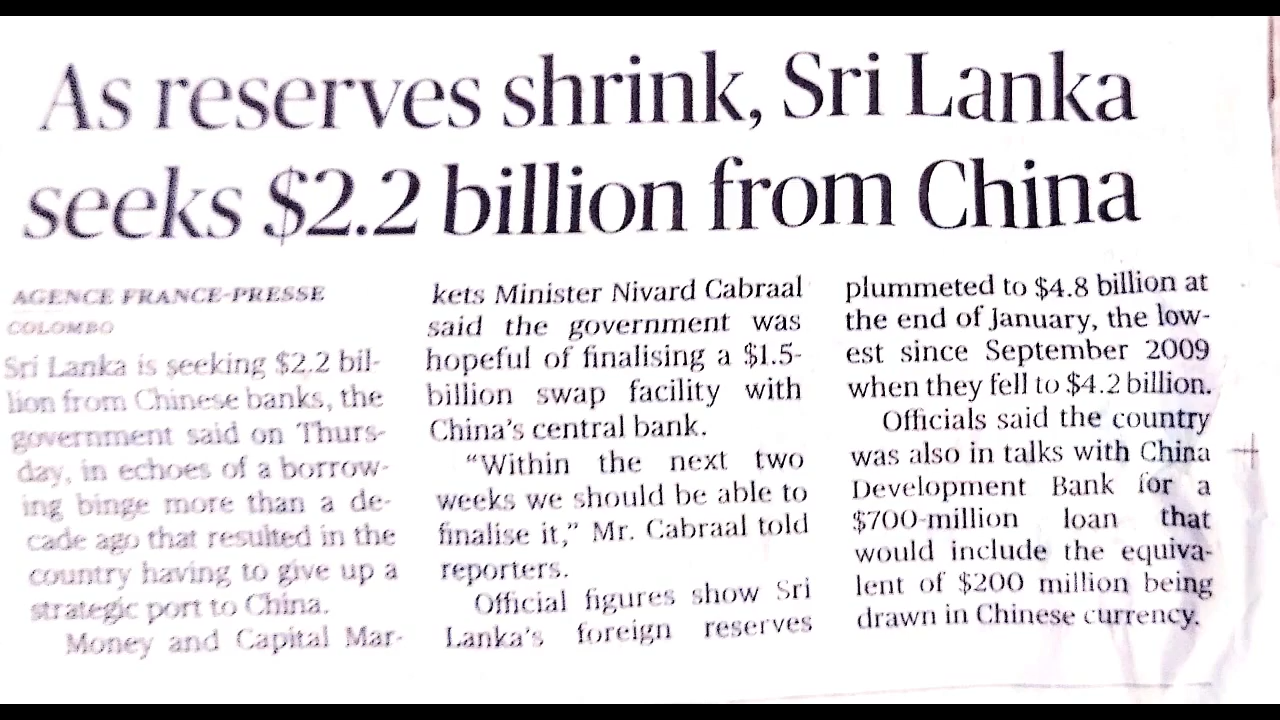 As reserves shrink, Sri Lanka
seeks $2.2 billion from China
AGENCE FRANCE-PRESSE
COLOMBO
Sri Lanka is seeking $2.2 bil-
lion from Chinese banks, the
government said on Thurs-
day, in echoes of a borrow-
ing binge more than a de-
cade ago that resulted in the
country having to give up a
strategic port to China.
Money and Capital Mar-
kets Minister Nivard Cabraal
said the government was
hopeful of finalising a $1.5-
billion swap facility with
China's central bank.
"Within the next two
weeks we should be able to
finalise it," Mr. Cabraal told
reporters.
Official figures show Sri
Lanka's foreign reserves
plummeted to $4.8 billion at
the end of January, the low-
est since September 2009
when they fell to $4.2 billion.
Officials said the country
was also in talks with China
Development Bank for a
$700-million loan that
would include the equiva-
lent of $200 million being
drawn in Chinese currency.